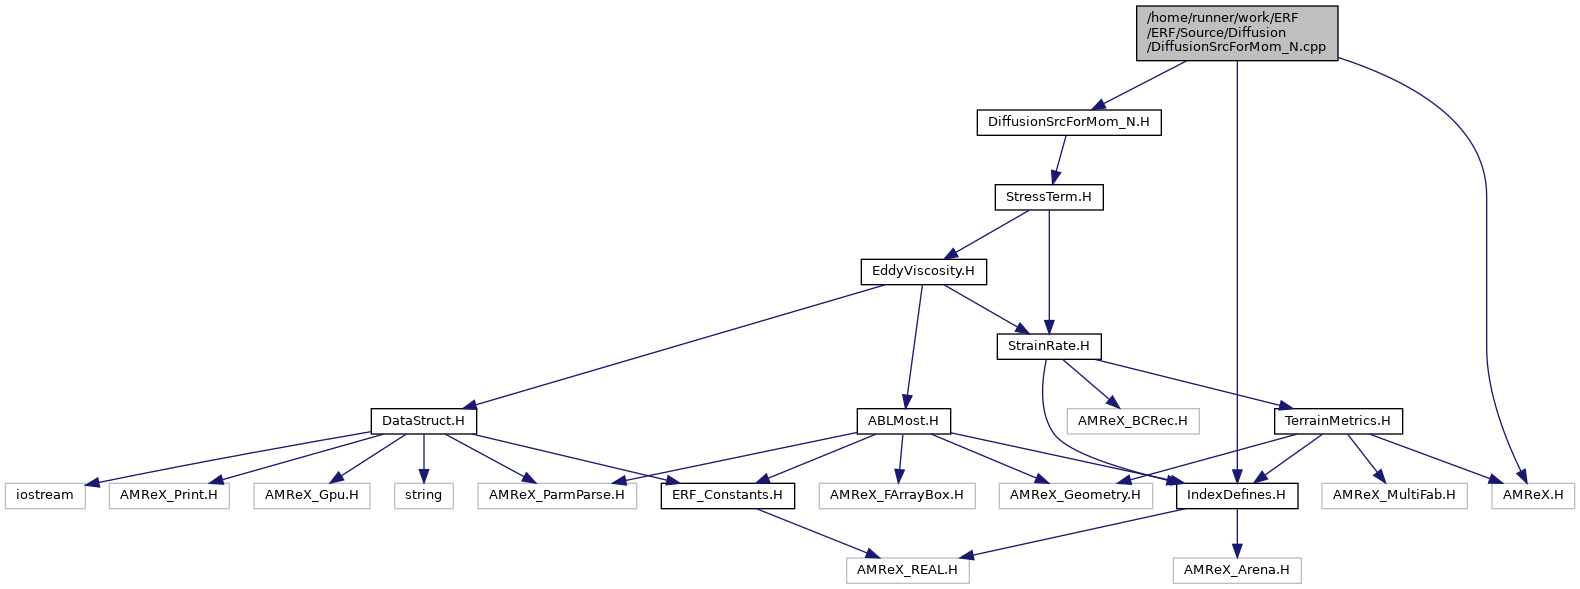 /home/runner/work/ERF
/ERF/Source/Diffusion
/DiffusionSrcForMom_N.cpp
DiffusionSrcForMom_N.H
StressTerm.H
EddyViscosity.H
StrainRate.H
DataStruct.H
ABLMost.H
AMReX_BCRec.H
TerrainMetrics.H
iostream
AMReX_Print.H
AMReX_Gpu.H
string
AMReX_ParmParse.H
ERF_Constants.H
AMReX_FArrayBox.H
AMReX_Geometry.H
IndexDefines.H
AMReX_MultiFab.H
AMReX.H
AMReX_REAL.H
AMReX_Arena.H